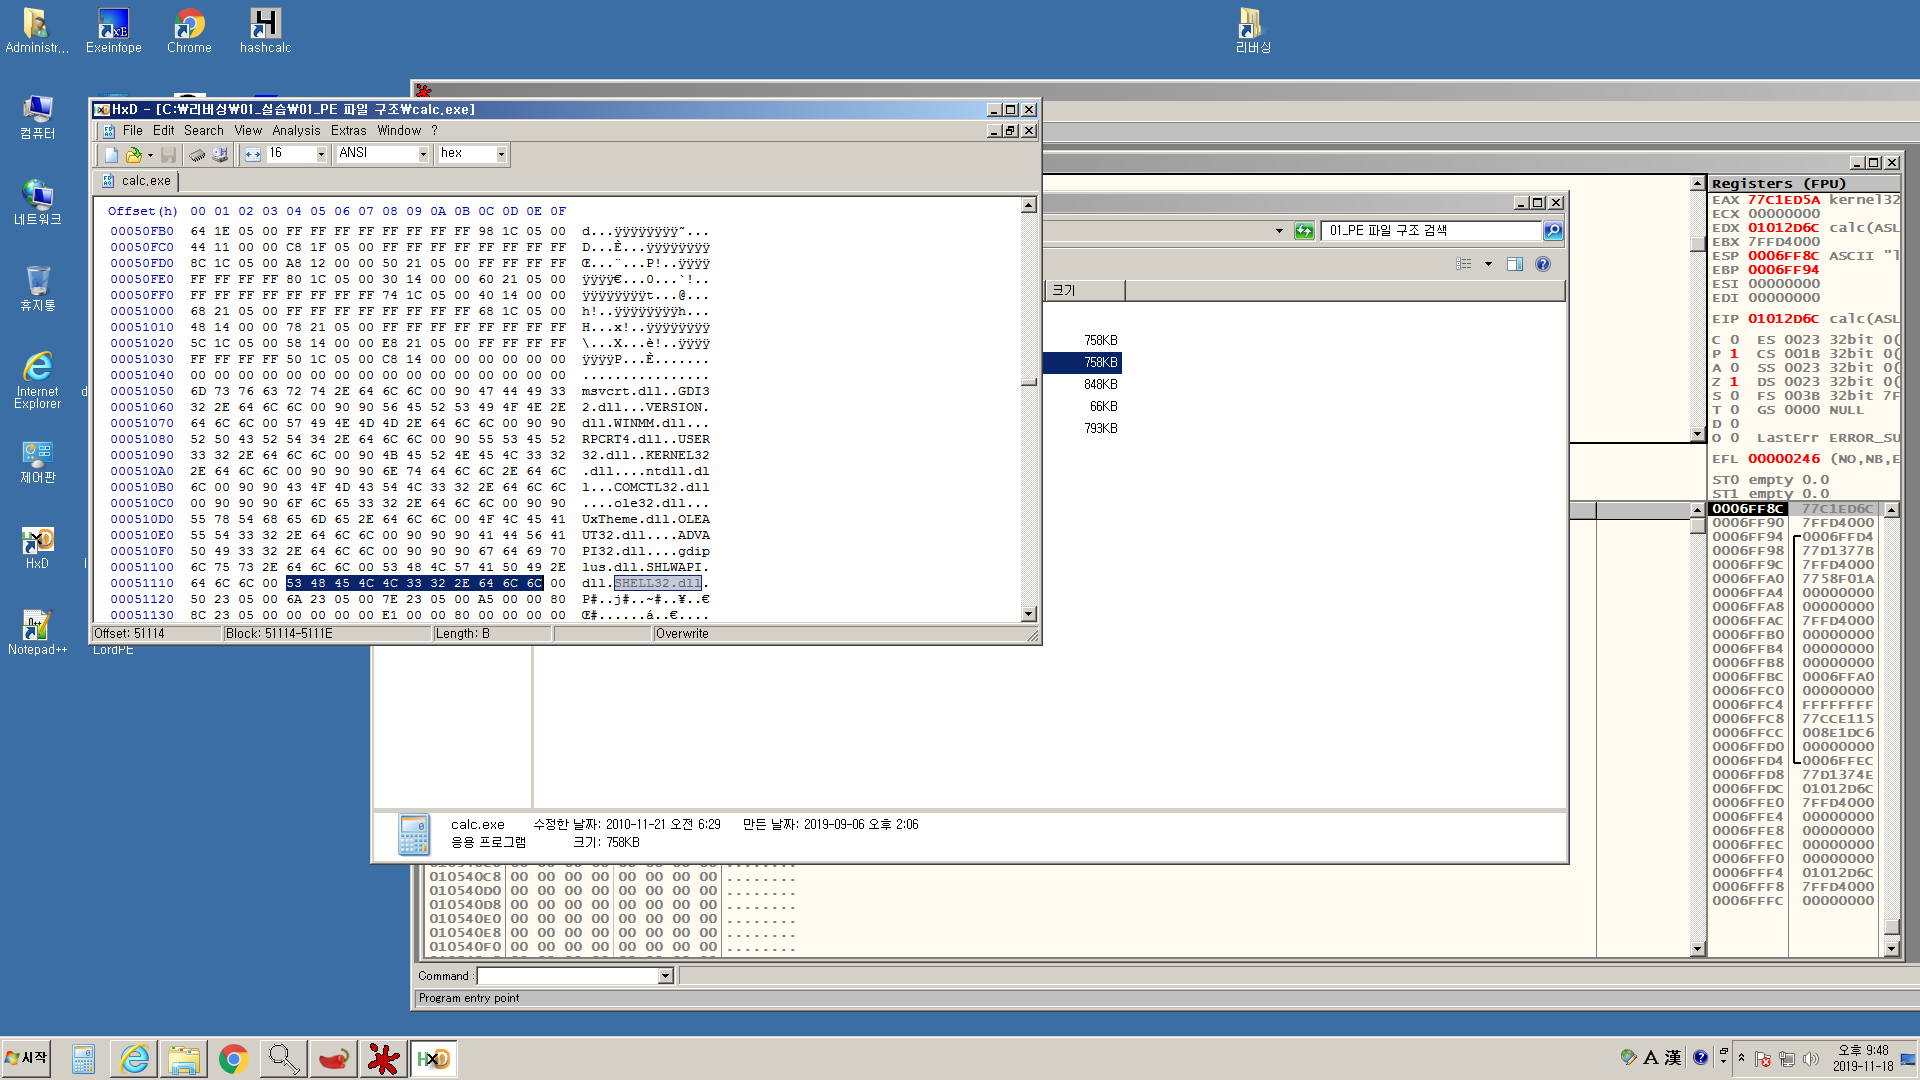 Administr,..
Exeinfope
Chrome
hashcalc
리버싱
컴퓨터
네트워크
휴지통
Internet
Explorer
제어판
HxD
Notepad++
LordPE
HxD - [C:₩리버싱₩01_실습₩01_PE 파일 구조₩calc,exe]
File Edit Search View Analysis Extras Window ?
16 ANSI hex
calc,exe
Offset(h) 00 01 02 03 04 05 06 07 08 09 0A 0B 0C 0D 0E 0F
00050FB0 64 1E 05 00 FF FF FF FF FF FF FF FF 98 1C 05 00 d...ÿÿÿÿÿÿÿÿ˜...
00050FC0 44 11 00 00 C8 1F 05 00 FF FF FF FF FF FF FF FF D...È...ÿÿÿÿÿÿÿÿ
00050FD0 8C 1C 05 00 A8 12 00 00 50 21 05 00 FF FF FF FF Œ...¨...P!..ÿÿÿÿ
00050FE0 FF FF FF FF 80 1C 05 00 30 14 00 00 60 21 05 00 ÿÿÿÿ€...0...`!..
00050FF0 FF FF FF FF FF FF FF FF 74 1C 05 00 40 14 00 00 ÿÿÿÿÿÿÿÿt...@...
00051000 68 21 05 00 FF FF FF FF FF FF FF FF 68 1C 05 00 h!..ÿÿÿÿÿÿÿÿh...
00051010 48 14 00 00 78 21 05 00 FF FF FF FF FF FF FF FF H...x!..ÿÿÿÿÿÿÿÿ
00051020 5C 1C 05 00 58 14 00 00 E8 21 05 00 FF FF FF FF \...X...è!..ÿÿÿÿ
00051030 FF FF FF FF 50 1C 05 00 C8 14 00 00 00 00 00 00 ÿÿÿÿP...È.......
00051040 00 00 00 00 00 00 00 00 00 00 00 00 00 00 00 00 ................
00051050 6D 73 76 63 72 74 2E 64 6C 6C 00 90 47 44 49 33 msvcrt.dll..GDI3
00051060 32 2E 64 6C 6C 00 90 90 56 45 52 53 49 4F 4E 2E 2.dll...VERSION.
00051070 64 6C 6C 00 57 49 4E 4D 4D 2E 64 6C 6C 00 90 90 dll.WINMM.dll...
00051080 52 50 43 52 54 34 2E 64 6C 6C 00 90 55 53 45 52 RPCRT4.dll..USER
00051090 33 32 2E 64 6C 6C 00 90 4B 45 52 4E 45 4C 33 32 32.dll..KERNEL32
000510A0 2E 64 6C 6C 00 90 90 90 6E 74 64 6C 6C 2E 64 6C .dll....ntdll.dl
000510B0 6C 00 90 90 43 4F 4D 43 54 4C 33 32 2E 64 6C 6C l...COMCTL32.dll
000510C0 00 90 90 90 6F 6C 65 33 32 2E 64 6C 6C 00 90 90 ....ole32.dll...
000510D0 55 78 54 68 65 6D 65 2E 64 6C 6C 00 4F 4C 45 41 UxTheme.dll.OLEA
000510E0 55 54 33 32 2E 64 6C 6C 00 90 90 90 41 44 56 41 UT32.dll....ADVA
000510F0 50 49 33 32 2E 64 6C 6C 00 90 90 90 67 64 69 70 PI32.dll....gdip
00051100 6C 75 73 2E 64 6C 6C 00 53 48 4C 57 41 50 49 2E lus.dll.SHLWAPI.
00051110 64 6C 6C 00 53 48 45 4C 4C 33 32 2E 64 6C 6C 00 dll.SHELL32.dll.
00051120 50 23 05 00 6A 23 05 00 7E 23 05 00 A5 00 00 80 P#..j#..~#..¥..€
00051130 8C 23 05 00 00 00 00 00 E1 00 00 80 00 00 00 00 Œ#......á..€....
Offset: 51114 Block: 51114-5111E Length: B Overwrite
01_PE 파일 구조 검색
크기
758KB
758KB
848KB
66KB
793KB
calc,exe 수정한 날짜: 2010-11-21 오전 6:29 만든 날짜: 2019-09-06 오후 2:06
응용 프로그램 크기: 758KB
Registers (FPU)
EAX 77C1ED5A kernel32
ECX 00000000
EDX 01012D6C calc(ASL
EBX 7FFD4000
ESP 0006FF8C ASCII "l
EBP 0006FF94
ESI 00000000
EDI 00000000
EIP 01012D6C calc(ASL
C 0 ES 0023 32bit 0(
P 1 CS 001B 32bit 0(
A 0 SS 0023 32bit 0(
Z 1 DS 0023 32bit 0(
S 0 FS 003B 32bit 7F
T 0 GS 0000 NULL
D 0
O 0 LastErr ERROR_SU
EFL 00000246 (NO,NB,E
ST0 empty 0.0
ST1 empty 0.0
0006FF8C 77C1ED6C
0006FF90 7FFD4000
0006FF94 0006FFD4
0006FF98 77D1377B
0006FF9C 7FFD4000
0006FFA0 7758F01A
0006FFA4 00000000
0006FFA8 00000000
0006FFAC 7FFD4000
0006FFB0 00000000
0006FFB4 00000000
0006FFB8 00000000
0006FFBC 0006FFA0
0006FFC0 00000000
0006FFC4 FFFFFFFF
0006FFC8 77CCE115
0006FFCC 008E1DC6
0006FFD0 00000000
0006FFD4 0006FFEC
0006FFD8 77D1374E
0006FFDC 01012D6C
0006FFE0 7FFD4000
0006FFE4 00000000
0006FFE8 00000000
0006FFEC 00000000
0006FFF0 00000000
0006FFF4 01012D6C
0006FFF8 7FFD4000
0006FFFC 00000000
010540C8 00 00 00 00 00 00 00 00 ........
010540D0 00 00 00 00 00 00 00 00 ........
010540D8 00 00 00 00 00 00 00 00 ........
010540E0 00 00 00 00 00 00 00 00 ........
010540E8 00 00 00 00 00 00 00 00 ........
010540F0 00 00 00 00 00 00 00 00 ........
Command :
Program entry point
시작
A 漢
오후 9:48
2019-11-18